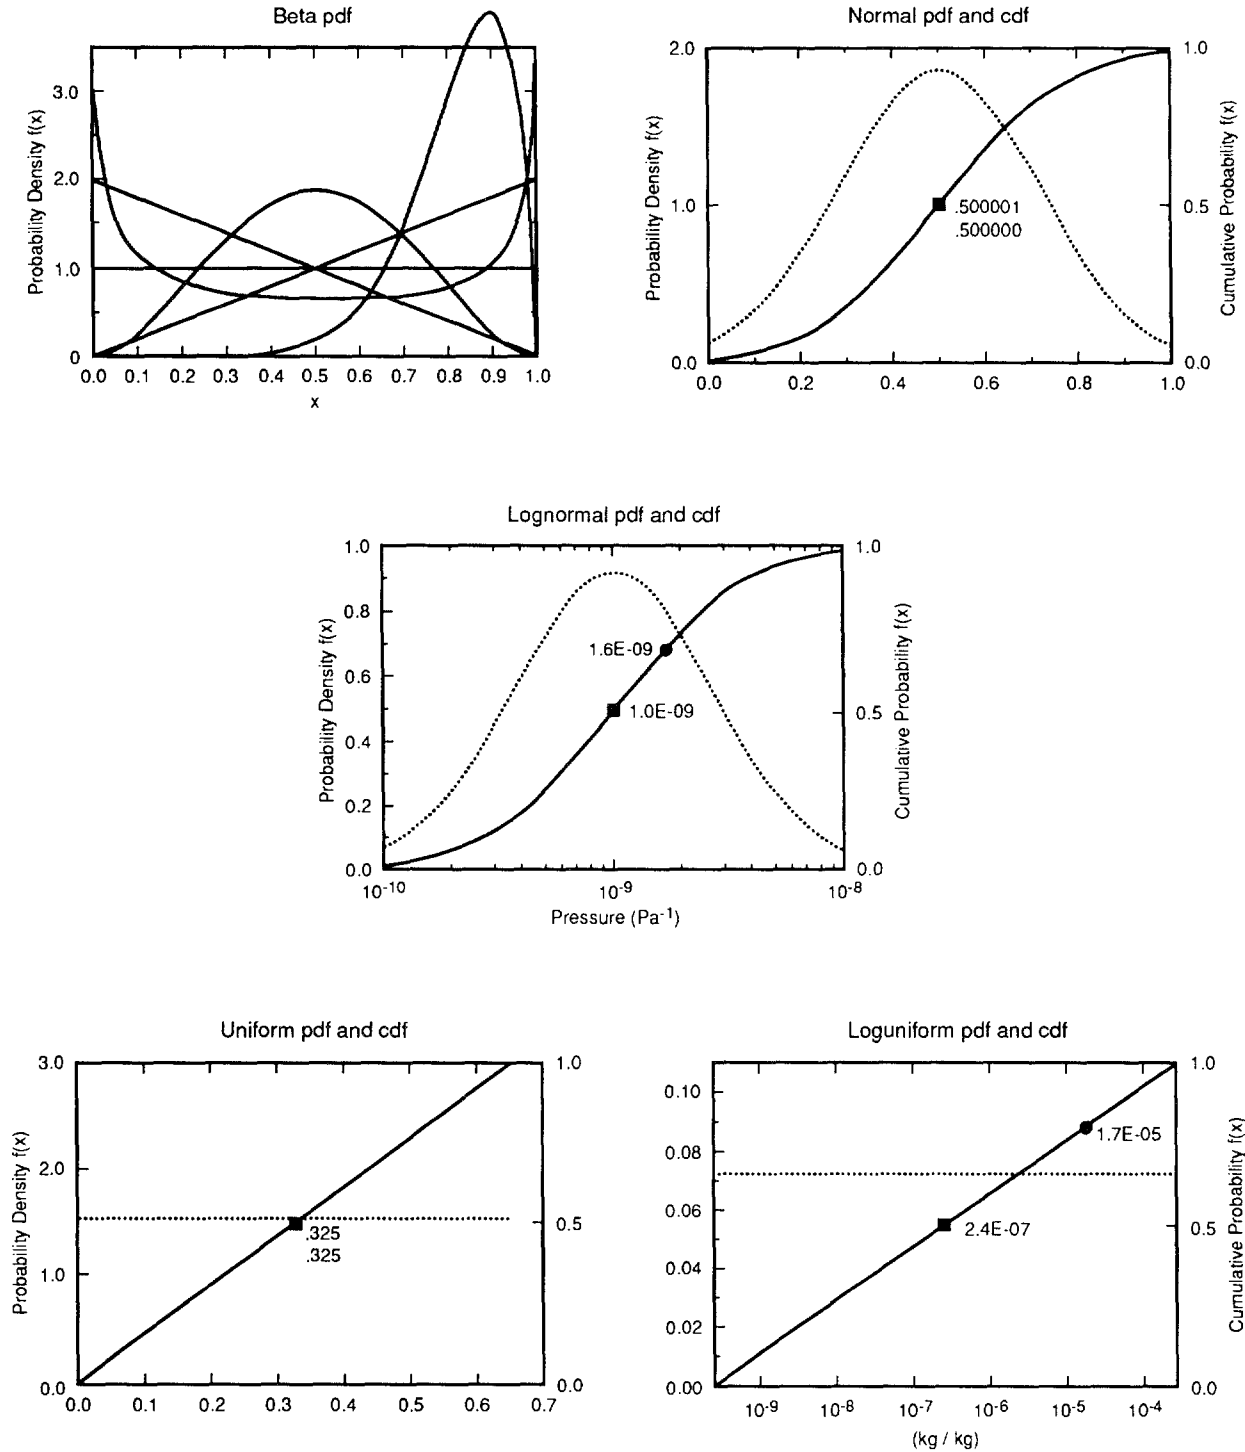 Beta pdf
Probability Density f(x)
3.0
2.0
1.0
0
0.0 0.1 0.2 0.3 0.4 0.5 0.6 0.7 0.8 0.9 1.0
x
Normal pdf and cdf
Probability Density f(x)
2.0
1.0
0.0
.500001
.500000
1.0
0.5
0.0
Cumulative Probability f(x)
0.0 0.2 0.4 0.6 0.8 1.0
Lognormal pdf and cdf
Probability Density f(x)
1.0
0.8
0.6
0.4
0.2
0.0
1.6E-09
1.0E-09
1.0
0.5
0.0
Cumulative Probability f(x)
10-10 10-9 10-8
Pressure (Pa-1)
Uniform pdf and cdf
Probability Density f(x)
3.0
2.0
1.0
0.0
.325
.325
1.0
0.5
0.0
0.0 0.1 0.2 0.3 0.4 0.5 0.6 0.7
Loguniform pdf and cdf
0.10
0.08
0.06
0.04
0.02
0.00
1.7E-05
2.4E-07
1.0
0.5
0.0
Cumulative Probability f(x)
10-9 10-8 10-7 10-6 10-5 10-4
(kg / kg)